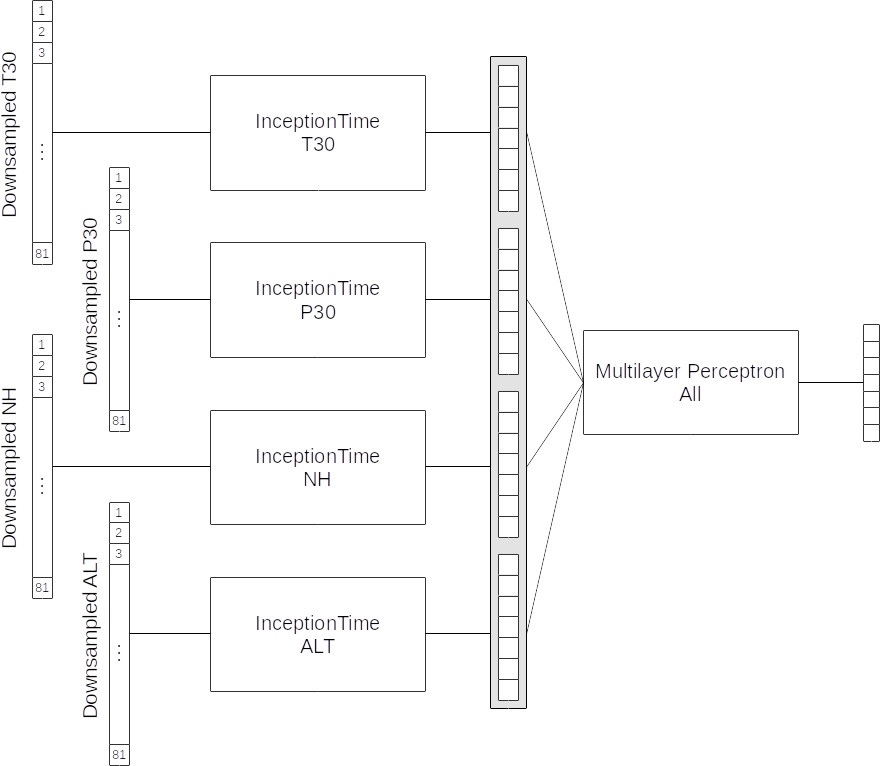 Downsampled T30
1
2
3
⋮
81
InceptionTime
T30
Downsampled P30
1
2
3
⋮
81
InceptionTime
P30
Downsampled NH
1
2
3
⋮
81
InceptionTime
NH
Downsampled ALT
1
2
3
⋮
81
InceptionTime
ALT
Multilayer Perceptron
All